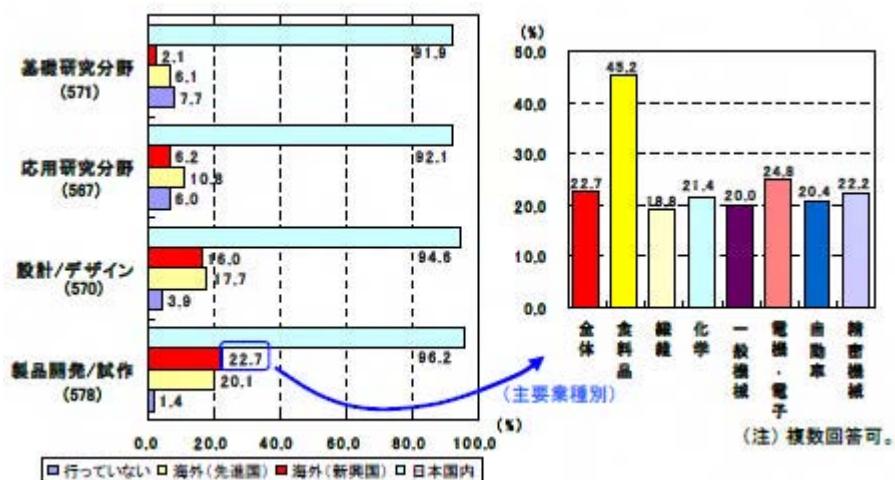 基礎研究分野
(571)
91.9
2.1
6.1
7.7
応用研究分野
(567)
92.1
6.2
10.8
6.0
設計/デザイン
(570)
94.6
16.0
17.7
3.9
製品開発/試作
(578)
96.2
22.7
20.1
1.4
0.0 20.0 40.0 60.0 80.0 100.0
(%)
行っていない 海外(先進国) 海外(新興国) 日本国内
(主要業種別)
(%)
50.0
40.0
30.0
20.0
10.0
0.0
22.7
45.2
18.8
21.4
20.0
24.8
20.4
22.2
全体
食料品
繊維
化学
一般機械
電機・電子
自動車
精密機械
(注) 複数回答可。